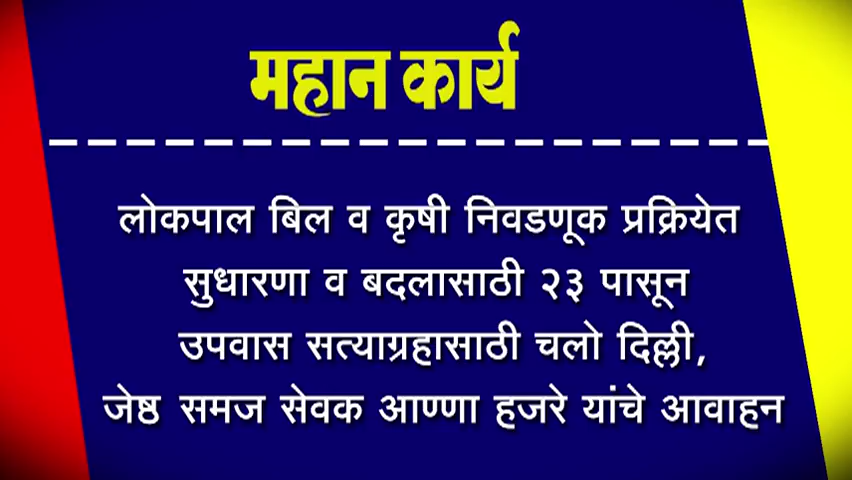 महान कार्य
लोकपाल बिल व कृषी निवडणूक प्रक्रियेत
सुधारणा व बदलासाठी २३ पासून
उपवास सत्याग्रहासाठी चलो दिल्ली,
जेष्ठ समज सेवक आण्णा हजरे यांचे आवाहन